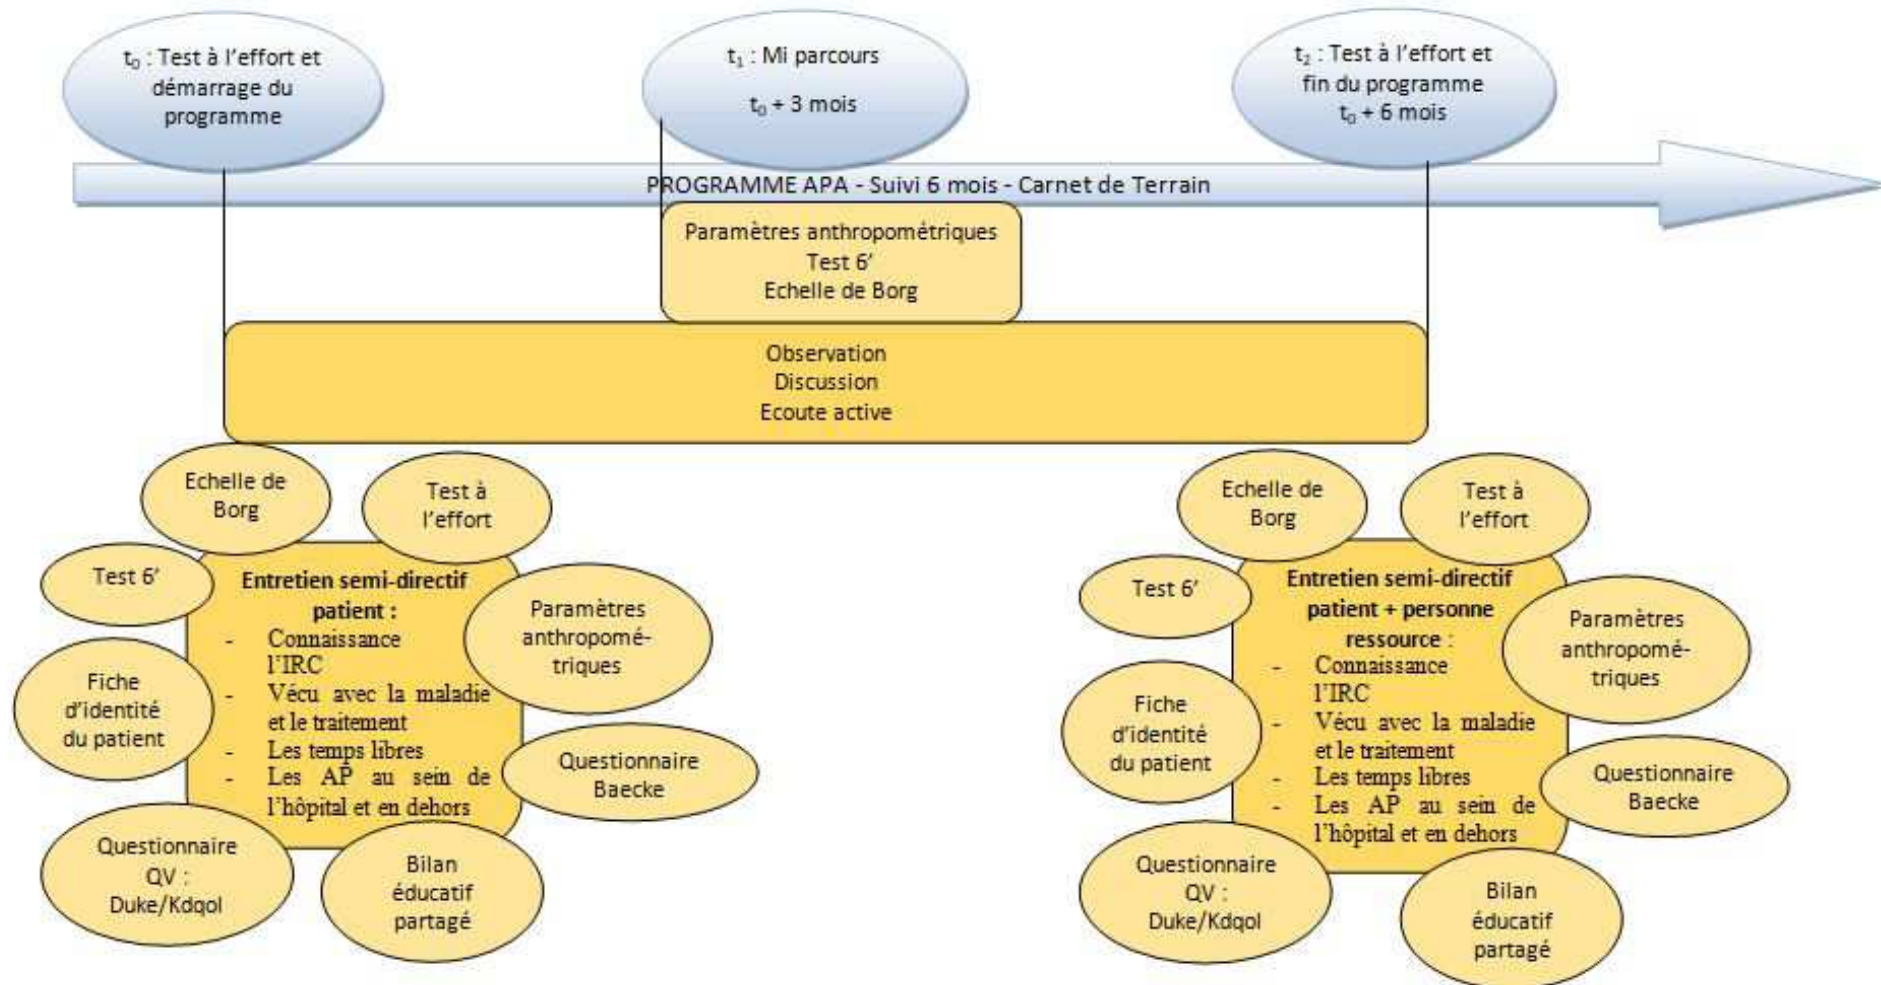 t₀ : Test à l'effort et
démarrage du
programme
t₁ : Mi parcours
t₀ + 3 mois
t₂ : Test à l'effort et
fin du programme
t₀ + 6 mois
PROGRAMME APA - Suivi 6 mois - Carnet de Terrain
Paramètres anthropométriques
Test 6'
Echelle de Borg
Observation
Discussion
Ecoute active
Echelle de
Borg
Test à
l'effort
Test 6'
Entretien semi-directif
patient :
- Connaissance
l'IRC
- Vécu avec la maladie
et le traitement
- Les temps libres
- Les AP au sein de
l'hôpital et en dehors
Paramètres
anthropomé-
triques
Fiche
d'identité
du patient
Questionnaire
Baecke
Questionnaire
QV :
Duke/Kdqol
Bilan
éducatif
partagé
Echelle de
Borg
Test à
l'effort
Test 6'
Entretien semi-directif
patient + personne
ressource :
- Connaissance
l'IRC
- Vécu avec la maladie
et le traitement
- Les temps libres
- Les AP au sein de
l'hôpital et en dehors
Paramètres
anthropomé-
triques
Fiche
d'identité
du patient
Questionnaire
Baecke
Questionnaire
QV :
Duke/Kdqol
Bilan
éducatif
partagé